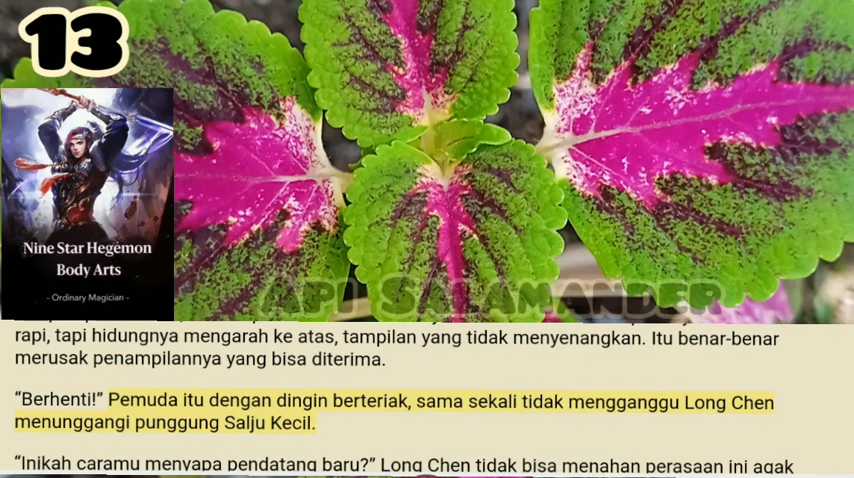 13
Nine Star Hegemon
Body Arts
- Ordinary Magician -
Api Salamander
rapi, tapi hidungnya mengarah ke atas, tampilan yang tidak menyenangkan. Itu benar-benar
merusak penampilannya yang bisa diterima.
“Berhenti!” Pemuda itu dengan dingin berteriak, sama sekali tidak mengganggu Long Chen
menunggangi punggung Salju Kecil.
“Inikah caramu menyapa pendatang baru?” Long Chen tidak bisa menahan perasaan ini agak